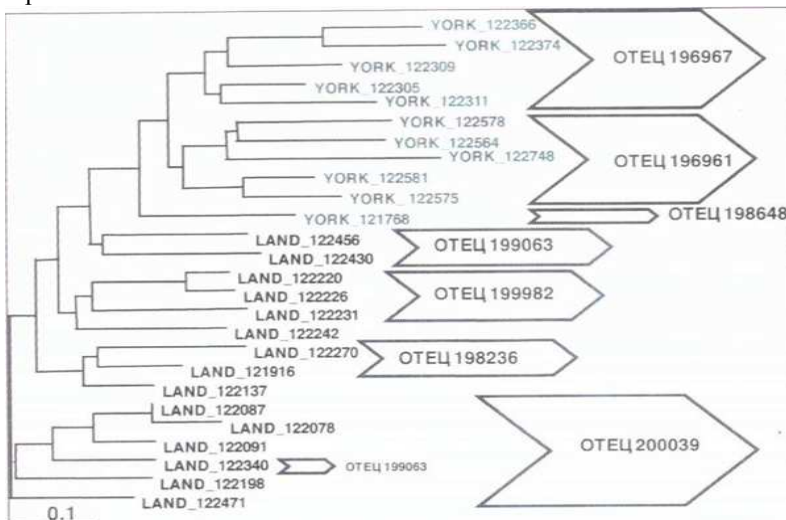 YORK_122366
YORK_122374
ОТЕЦ 196967
YORK_122309
YORK_122305
YORK_122311
YORK_122578
YORK_122564
YORK_122748
ОТЕЦ 196961
YORK_122581
YORK_122575
YORK_121768
ОТЕЦ 198648
LAND_122456
ОТЕЦ 199063
LAND_122430
LAND_122220
LAND_122226
ОТЕЦ 199982
LAND_122231
LAND_122242
LAND_122270
ОТЕЦ 198236
LAND_121916
LAND_122137
LAND_122087
LAND_122078
LAND_122091
ОТЕЦ 200039
LAND_122340
ОТЕЦ 199063
LAND_122198
LAND_122471
0.1